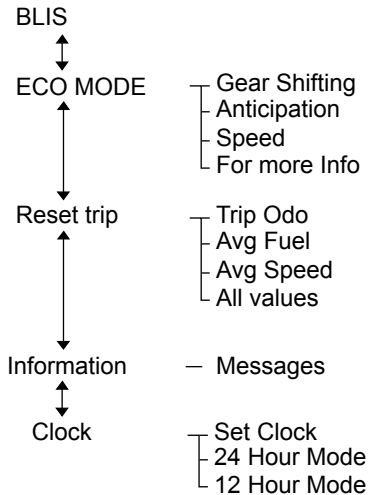 BLIS
ECO MODE
Gear Shifting
Anticipation
Speed
For more Info
Reset trip
Trip Odo
Avg Fuel
Avg Speed
All values
Information
Messages
Clock
Set Clock
24 Hour Mode
12 Hour Mode